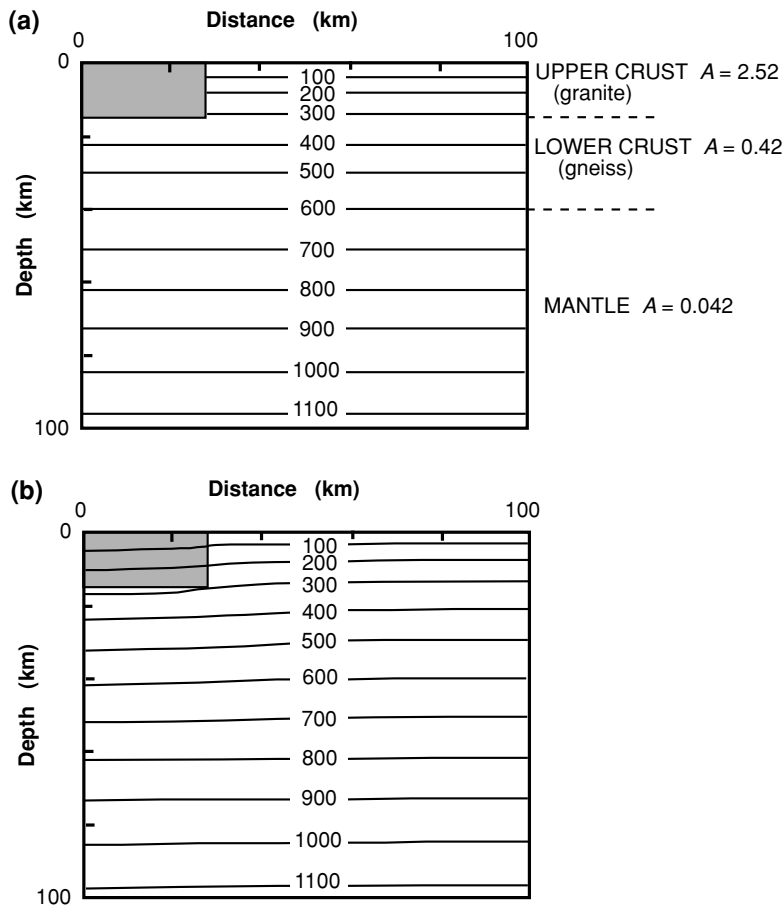 (a)
Distance (km)
0 100
0
100
200
300
400
500
600
700
800
900
1000
1100
100
Depth (km)
UPPER CRUST A = 2.52
(granite)
LOWER CRUST A = 0.42
(gneiss)
MANTLE A = 0.042
(b)
Distance (km)
0 100
0
100
200
300
400
500
600
700
800
900
1000
1100
100
Depth (km)